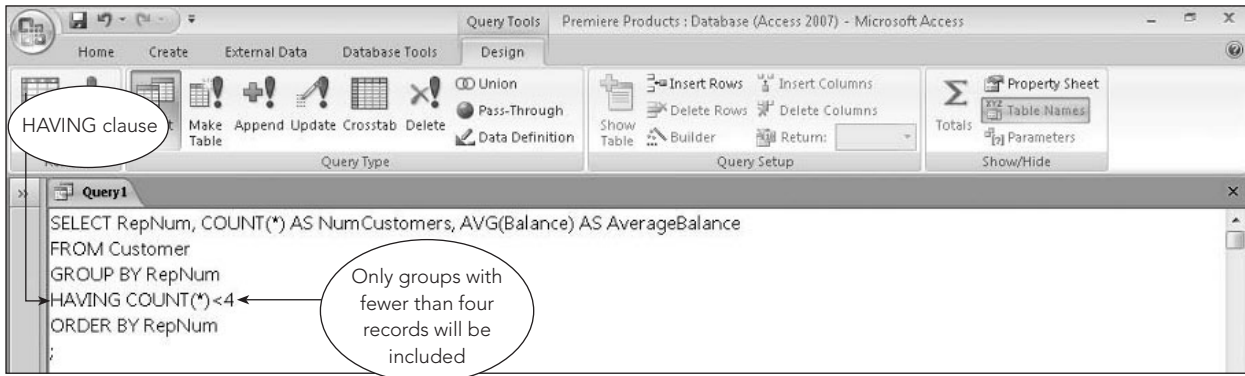 Query Tools
Premiere Products : Database (Access 2007) - Microsoft Access
Home
Create
External Data
Database Tools
Design
HAVING clause
Make Table
Append
Update
Crosstab
Delete
Union
Pass-Through
Data Definition
Query Type
Show Table
Insert Rows
Delete Rows
Builder
Insert Columns
Delete Columns
Return:
Query Setup
Totals
Property Sheet
Table Names
Parameters
Show/Hide
Query1
SELECT RepNum, COUNT(*) AS NumCustomers, AVG(Balance) AS AverageBalance
FROM Customer
GROUP BY RepNum
HAVING COUNT(*)<4
ORDER BY RepNum
;
Only groups with
fewer than four
records will be
included